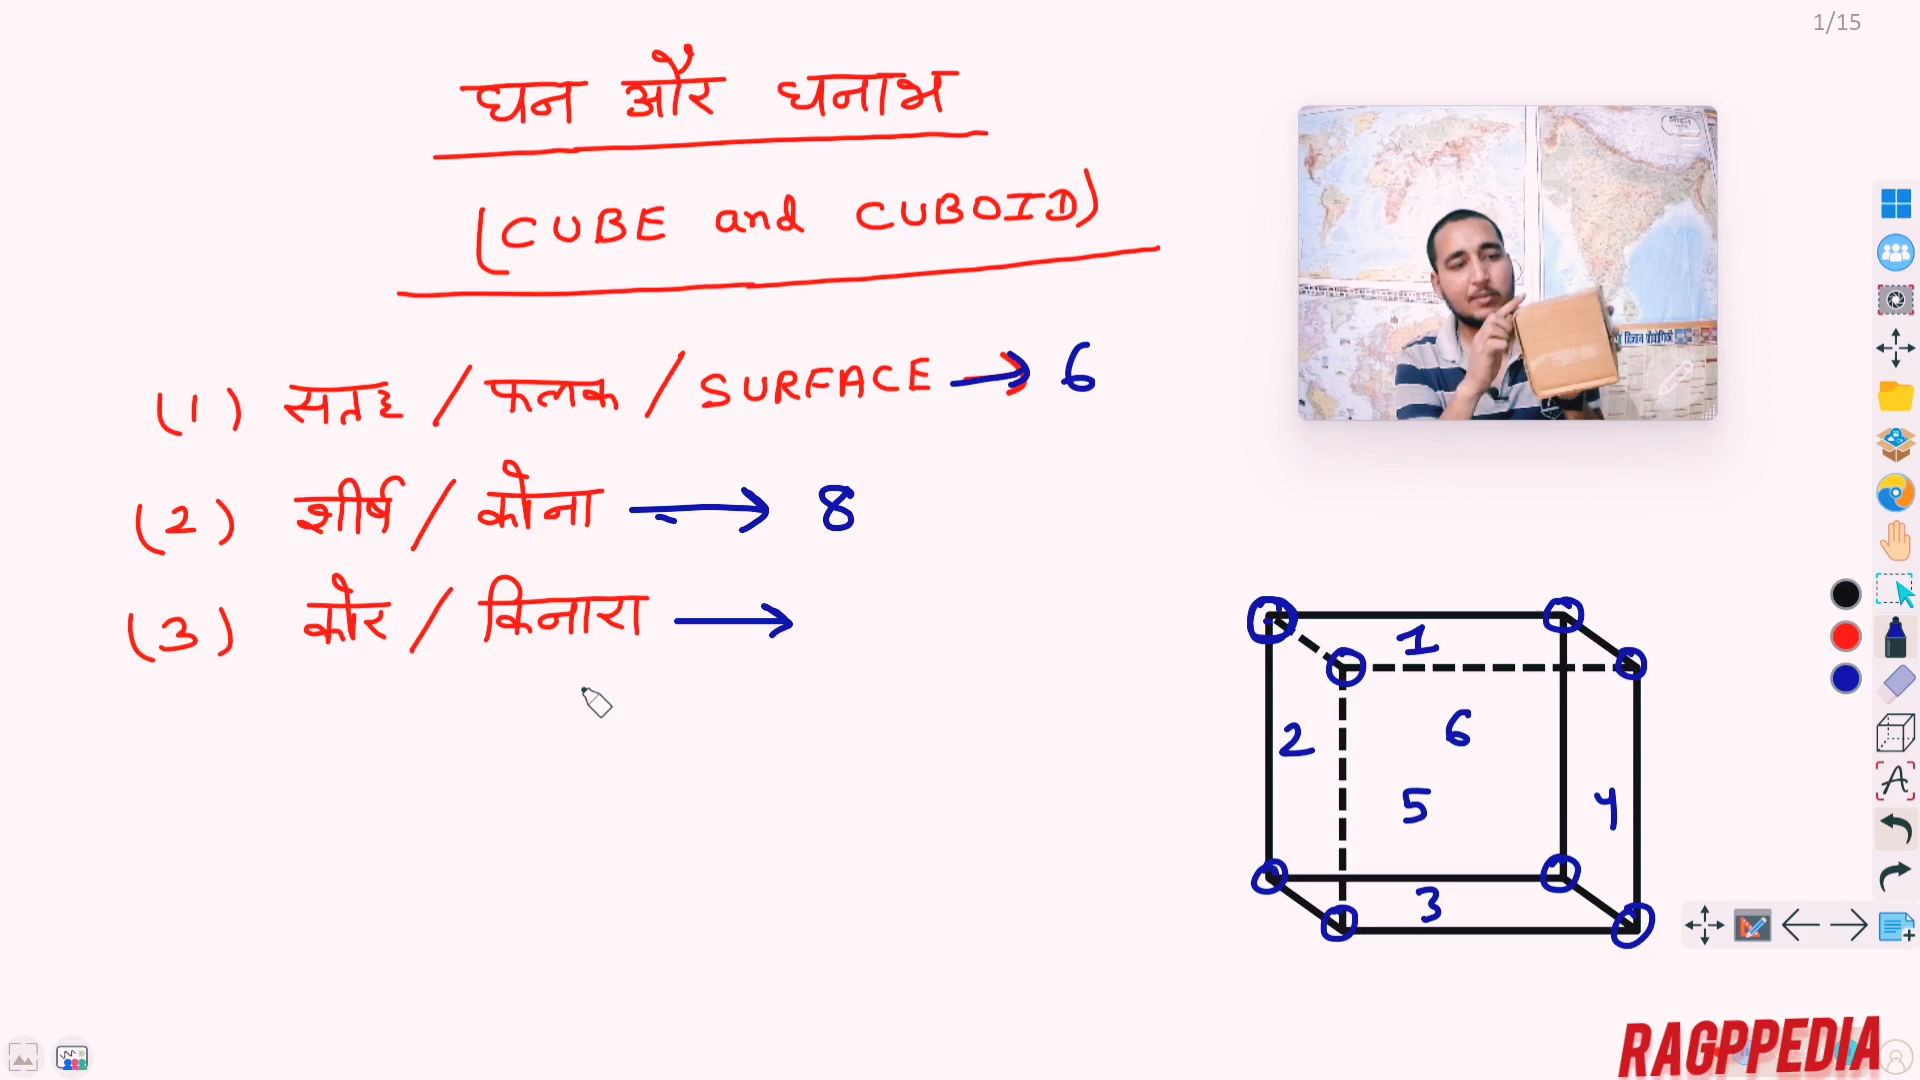 1/15
घन और घनाभ
(CUBE and CUBOID)
(1) सतह / फलक / SURFACE → 6
(2) शीर्ष / कोना → 8
(3) कोर / किनारा →
1
2
6
5
4
3
RAGPPEDIA